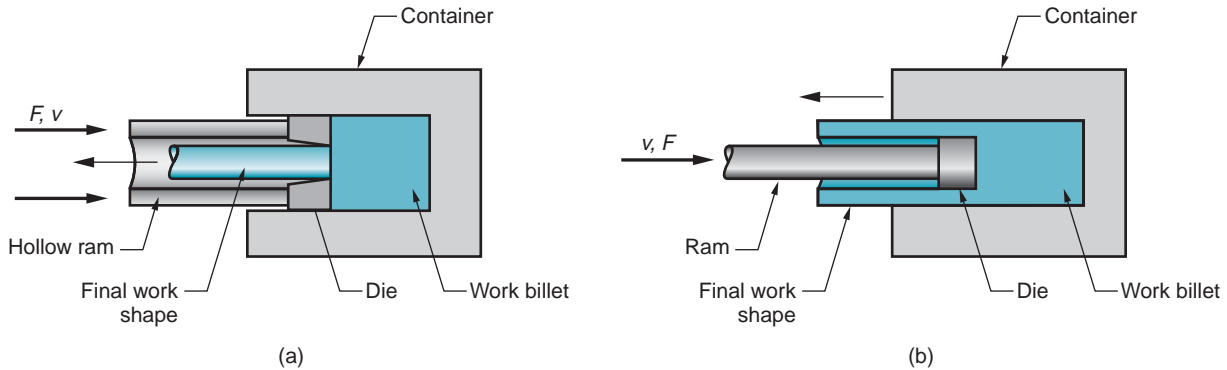 Container
F, v
Hollow ram
Final work
shape
Die
Work billet
(a)
Container
v, F
Ram
Final work
shape
Die
Work billet
(b)